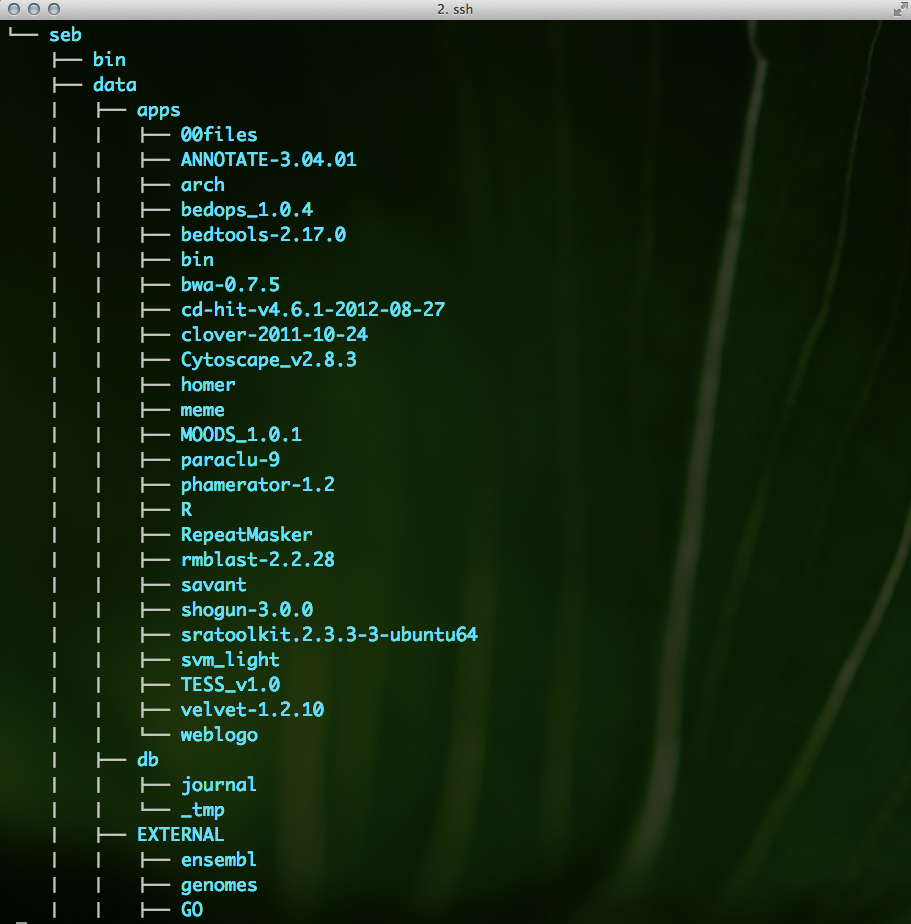 2. ssh
└── seb
    ├── bin
    ├── data
    │   ├── apps
    │   │   ├── 00files
    │   │   ├── ANNOTATE-3.04.01
    │   │   ├── arch
    │   │   ├── bedops_1.0.4
    │   │   ├── bedtools-2.17.0
    │   │   ├── bin
    │   │   ├── bwa-0.7.5
    │   │   ├── cd-hit-v4.6.1-2012-08-27
    │   │   ├── clover-2011-10-24
    │   │   ├── Cytoscape_v2.8.3
    │   │   ├── homer
    │   │   ├── meme
    │   │   ├── MOODS_1.0.1
    │   │   ├── paraclu-9
    │   │   ├── phamerator-1.2
    │   │   ├── R
    │   │   ├── RepeatMasker
    │   │   ├── rmblast-2.2.28
    │   │   ├── savant
    │   │   ├── shogun-3.0.0
    │   │   ├── sratoolkit.2.3.3-3-ubuntu64
    │   │   ├── svm_light
    │   │   ├── TESS_v1.0
    │   │   ├── velvet-1.2.10
    │   │   └── weblogo
    │   ├── db
    │   │   ├── journal
    │   │   └── _tmp
    │   ├── EXTERNAL
    │   │   ├── ensembl
    │   │   ├── genomes
    │   │   ├── GO